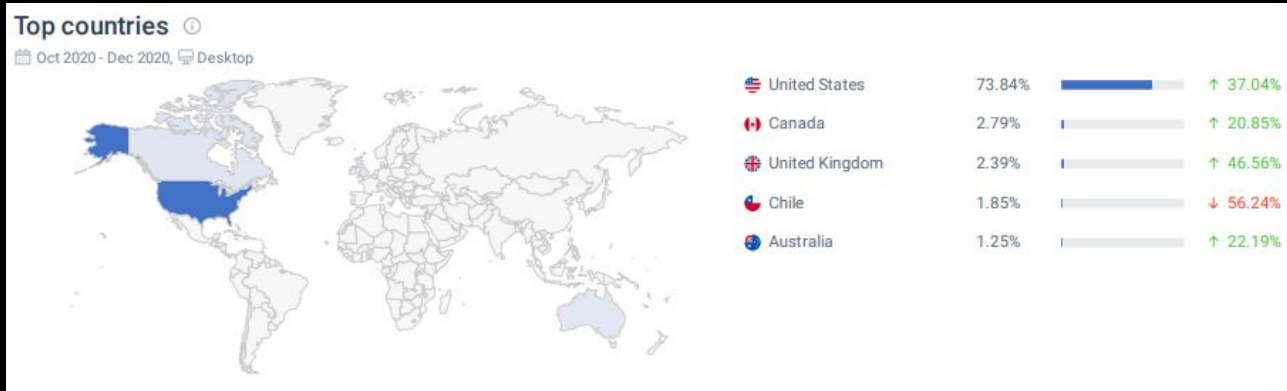 Top countries
Oct 2020 - Dec 2020, Desktop
United States 73.84% ↑ 37.04%
Canada 2.79% ↑ 20.85%
United Kingdom 2.39% ↑ 46.56%
Chile 1.85% ↓ 56.24%
Australia 1.25% ↑ 22.19%